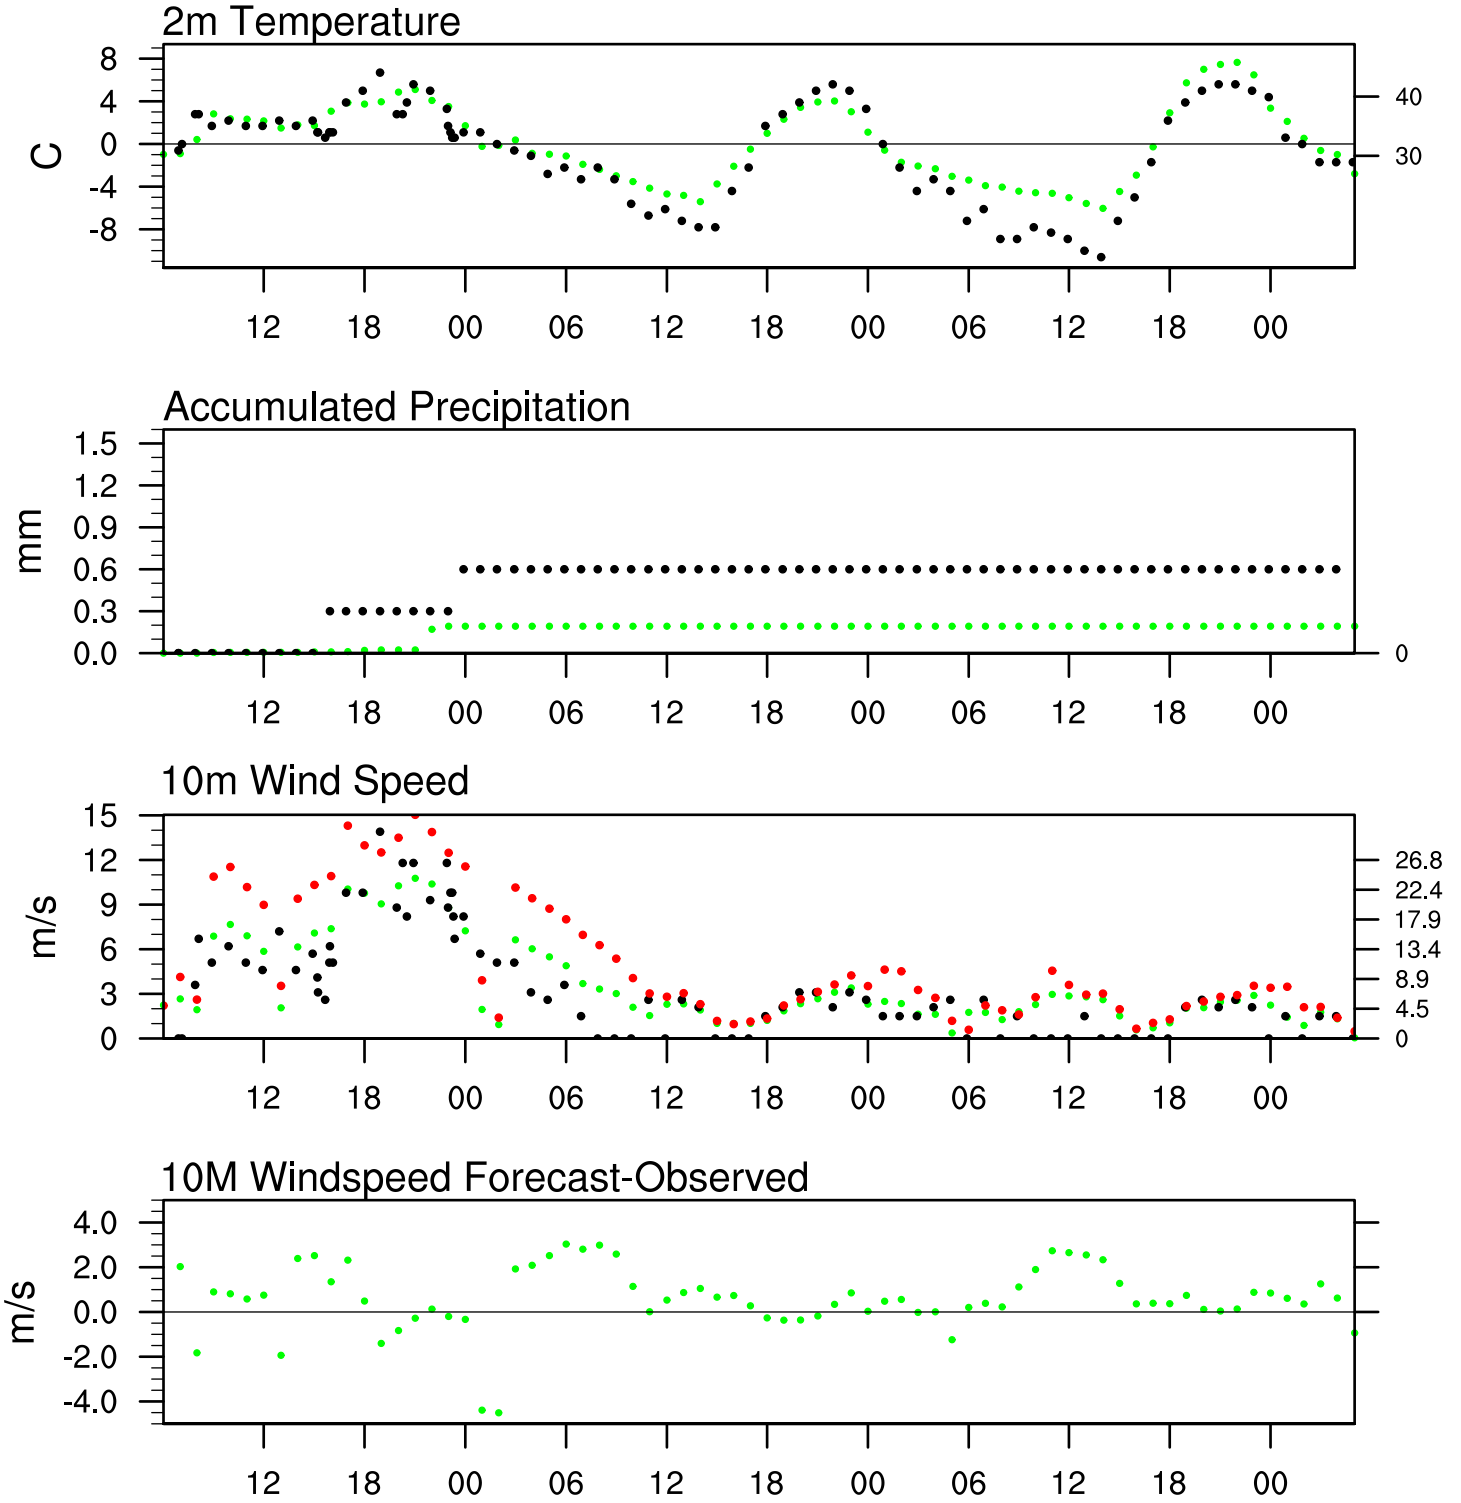 2m Temperature
8
4
0
-4
-8
C
40
30
12 18 00 06 12 18 00 06 12 18 00
Accumulated Precipitation
1.5
1.2
0.9
0.6
0.3
0.0
mm
0
12 18 00 06 12 18 00 06 12 18 00
10m Wind Speed
15
12
9
6
3
0
m/s
26.8
22.4
17.9
13.4
8.9
4.5
0
12 18 00 06 12 18 00 06 12 18 00
10M Windspeed Forecast-Observed
4.0
2.0
0.0
-2.0
-4.0
m/s
12 18 00 06 12 18 00 06 12 18 00